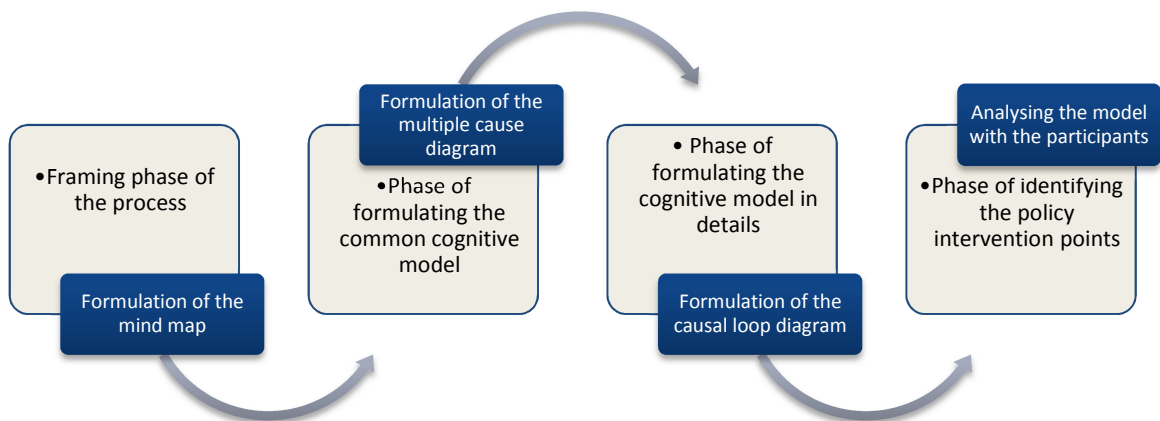 •Framing phase of
the process
Formulation of the
mind map
Formulation of the
multiple cause
diagram
•Phase of
formulating the
common cognitive
model
• Phase of
formulating the
cognitive model in
details
Formulation of the
causal loop diagram
Analysing the model
with the participants
•Phase of identifying
the policy
intervention points